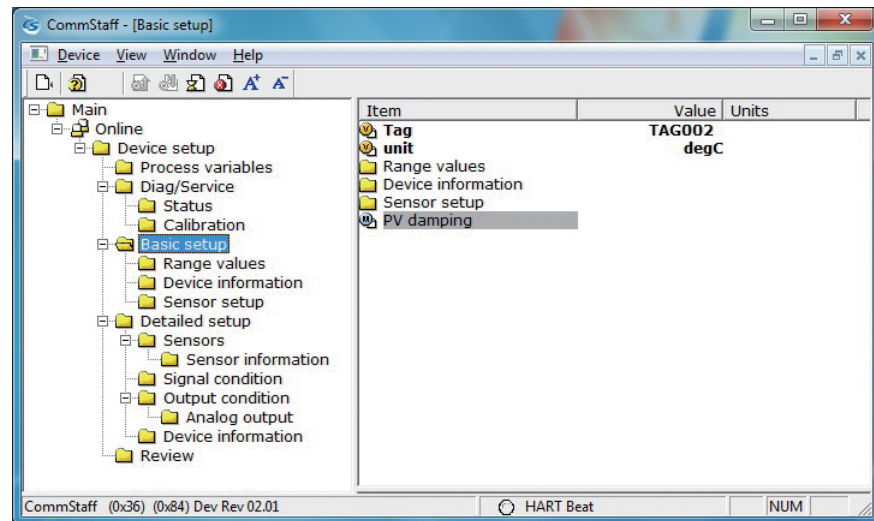 CommStaff - [Basic setup]
Device View Window Help
Main
Online
Device setup
Process variables
Diag/Service
Status
Calibration
Basic setup
Range values
Device information
Sensor setup
Detailed setup
Sensors
Sensor information
Signal condition
Output condition
Analog output
Device information
Review
Item Value Units
Tag TAG002
unit degC
Range values
Device information
Sensor setup
PV damping
CommStaff (0x36) (0x84) Dev Rev 02.01 HART Beat NUM